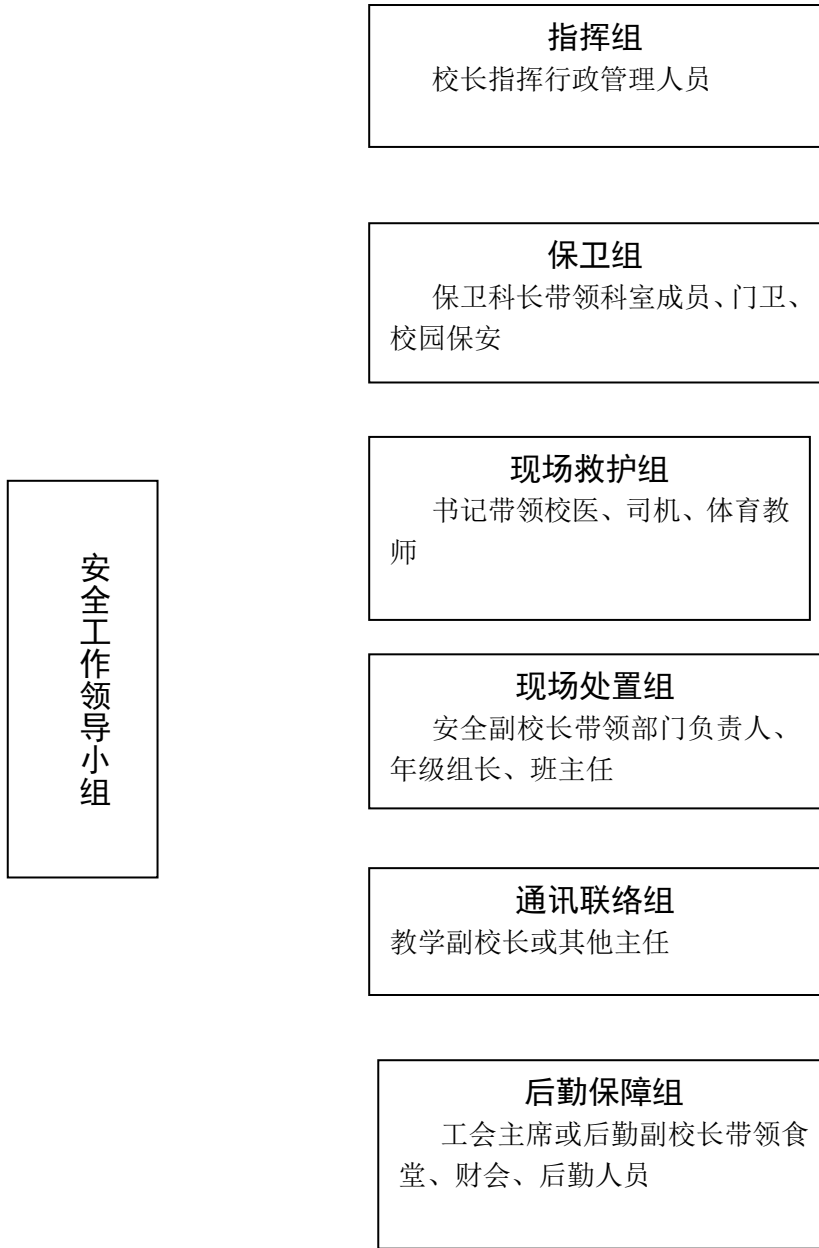 指挥组
校长指挥行政管理人员
保卫组
保卫科长带领科室成员、门卫、
校园保安
现场救护组
书记带领校医、司机、体育教
师
安全工作领导小组
现场处置组
安全副校长带领部门负责人、
年级组长、班主任
通讯联络组
教学副校长或其他主任
后勤保障组
工会主席或后勤副校长带领食
堂、财会、后勤人员